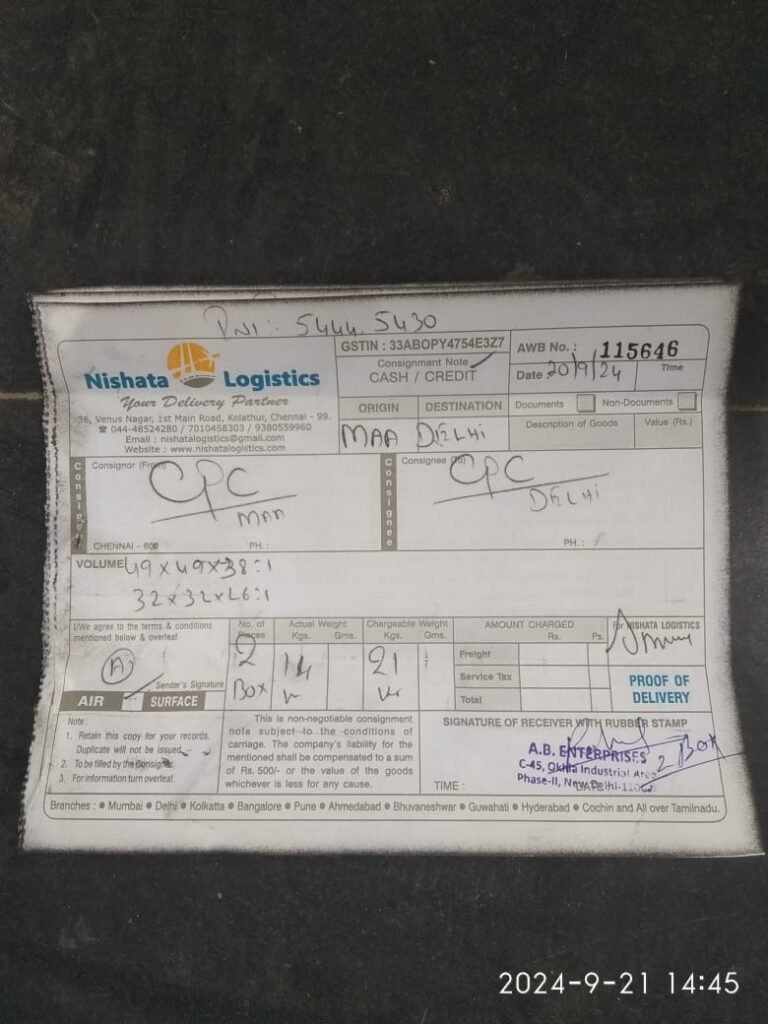 5444. 5430
Nishata Logistics
Your Delivery Partner
36, Venus Nagar, 1st Main Road, Kolathur, Chennai - 99.
☎ 044-48524280 / 7010458303 / 9380559960
Email : nishatalogistics@gmail.com
Website : www.nishatalogistics.com
GSTIN : 33ABOPY4754E3Z7
Consignment Note
CASH / CREDIT
AWB No. : 115646
Date 20/9/24 Time
ORIGIN DESTINATION
MAA DELHi
Documents Non-Documents
Description of Goods Value (Rs.)
Consignor
Consignor (From)
CPC
MAA
CHENNAI - 600 PH :
Consignee
Consignee (To)
CPC
DELHi
PH. :
VOLUME 49x49x38=1
32x32x26=1
I/We agree to the terms & conditions
mentioned below & overleaf
A
Sender's Signature
AIR SURFACE
No. of Pieces
2
Box
Actual Weight
Kgs. Gms.
14
Chargeable Weight
Kgs. Gms.
21
AMOUNT CHARGED
Rs. Ps.
Freight
Service Tax
Total
For NISHATA LOGISTICS
PROOF OF
DELIVERY
Note :
1. Retain this copy for your records.
Duplicate will not be issued.
2. To be filled by the Consignor
3. For information turn overleaf.
This is non-negotiable consignment
note subject to the conditions of
carriage. The company's liability for the
mentioned shall be compensated to a sum
of Rs. 500/- or the value of the goods
whichever is less for any cause.
SIGNATURE OF RECEIVER WITH RUBBER STAMP
A.B. ENTERPRISES
C-45, Okhla Industrial Area
Phase-II, New Delhi-
2 Box
TIME : DATE
Branches : ● Mumbai ● Delhi ● Kolkatta ● Bangalore ● Pune ● Ahmedabad ● Bhuvaneshwar ● Guwahati ● Hyderabad ● Cochin and All over Tamilnadu.
2024-9-21 14:45